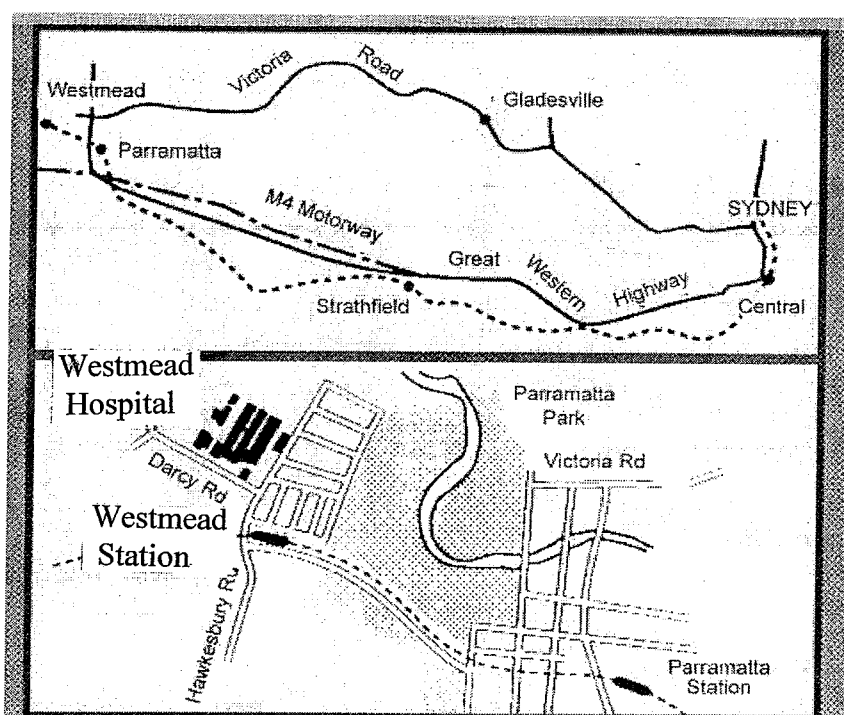 Westmead
Victoria Road
Gladesville
Parramatta
M4 Motorway
SYDNEY
Great Western Highway
Strathfield
Central
Westmead
Hospital
Parramatta
Park
Darcy Rd
Victoria Rd
Westmead
Station
Hawkesbury Rd
Parramatta
Station